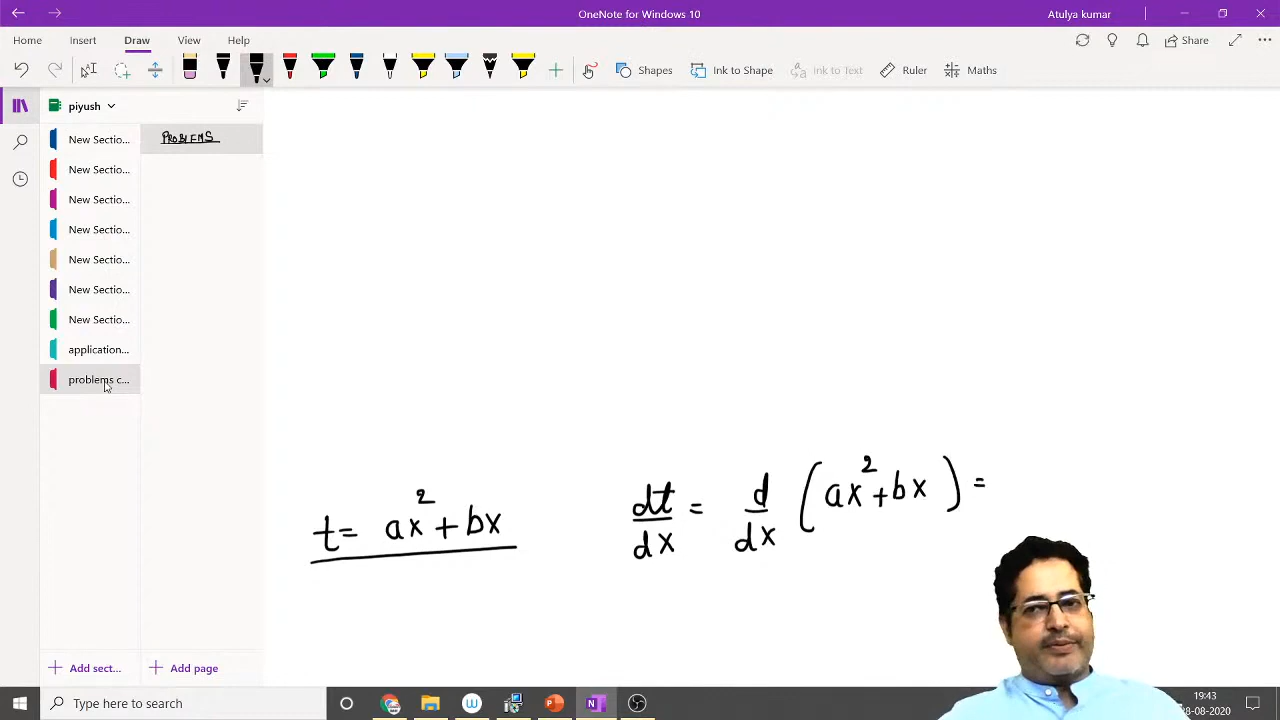 OneNote for Windows 10
Atulya kumar
Home Insert Draw View Help
Share
Shapes Ink to Shape Ink to Text Ruler Maths
piyush
PROBLEMS
New Sectio...
New Sectio...
New Sectio...
New Sectio...
New Sectio...
New Sectio...
New Sectio...
application...
problems c...
t= ax²+bx
dt/dx = d/dx (ax²+bx) =
Add sect... Add page
Type here to search
19:43
8-08-2020